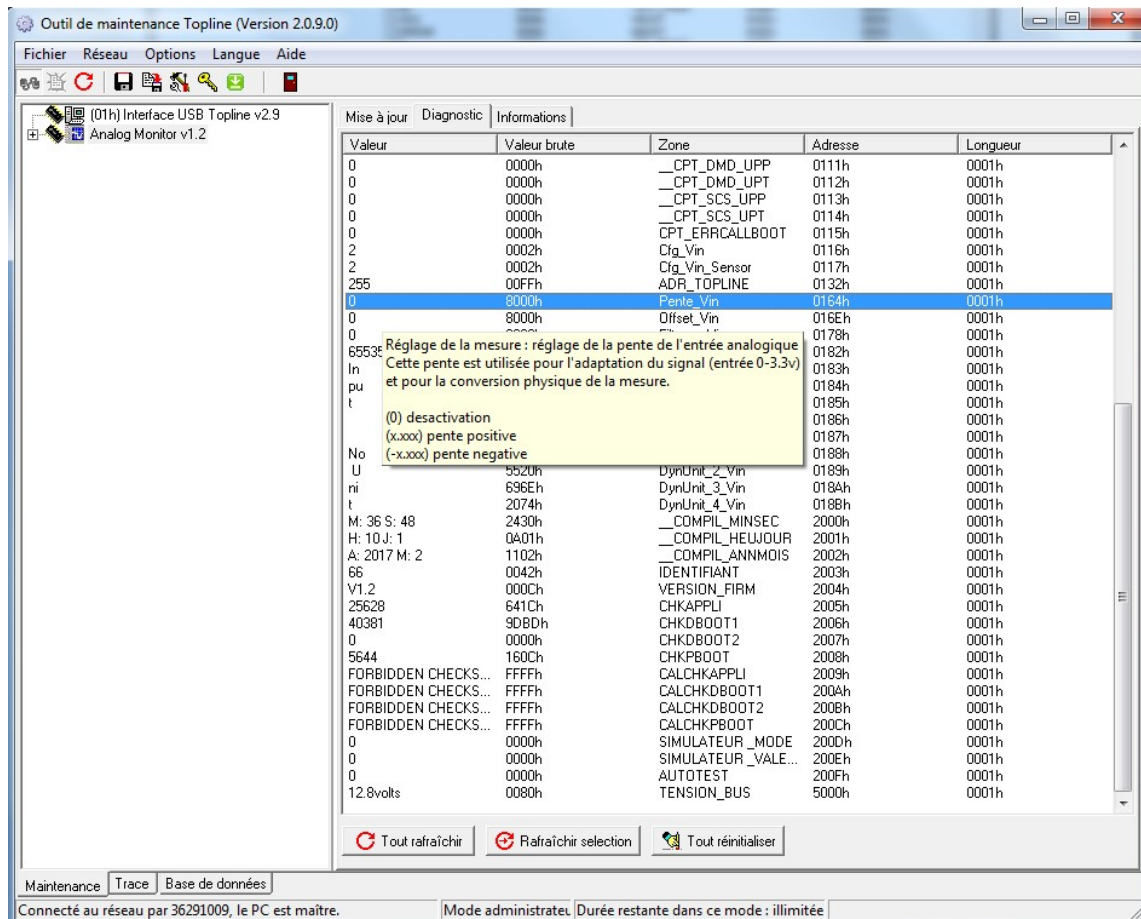 Outil de maintenance Topline (Version 2.0.9.0)
Fichier Réseau Options Langue Aide
(01h) Interface USB Topline v2.9
Analog Monitor v1.2
Mise à jour Diagnostic Informations
Valeur Valeur brute Zone Adresse Longueur
0 0000h __CPT_DMD_UPP 0111h 0001h
0 0000h __CPT_DMD_UPT 0112h 0001h
0 0000h __CPT_SCS_UPP 0113h 0001h
0 0000h __CPT_SCS_UPT 0114h 0001h
0 0000h CPT_ERRCALLBOOT 0115h 0001h
2 0002h Cfg_Vin 0116h 0001h
2 0002h Cfg_Vin_Sensor 0117h 0001h
255 00FFh ADR_TOPLINE 0132h 0001h
0 8000h Pente_Vin 0164h 0001h
0 8000h Offset_Vin 016Eh 0001h
0 0178h 0001h
65535 0182h 0001h
In 0183h 0001h
pu 0184h 0001h
t 0185h 0001h
0186h 0001h
0187h 0001h
No 0188h 0001h
Réglage de la mesure : réglage de la pente de l'entrée analogique
Cette pente est utilisée pour l'adaptation du signal (entrée 0-3.3v)
et pour la conversion physique de la mesure.
(0) desactivation
(x.xxx) pente positive
(-x.xxx) pente negative
U 5520h DynUnit_2_Vin 0189h 0001h
ni 696Eh DynUnit_3_Vin 018Ah 0001h
t 2074h DynUnit_4_Vin 018Bh 0001h
M: 36 S: 48 2430h __COMPIL_MINSEC 2000h 0001h
H: 10 J: 1 0A01h __COMPIL_HEUJOUR 2001h 0001h
A: 2017 M: 2 1102h __COMPIL_ANNMOIS 2002h 0001h
66 0042h IDENTIFIANT 2003h 0001h
V1.2 000Ch VERSION_FIRM 2004h 0001h
25628 641Ch CHKAPPLI 2005h 0001h
40381 9DBDh CHKDBOOT1 2006h 0001h
0 0000h CHKDBOOT2 2007h 0001h
5644 160Ch CHKPBOOT 2008h 0001h
FORBIDDEN CHECKS... FFFFh CALCHKAPPLI 2009h 0001h
FORBIDDEN CHECKS... FFFFh CALCHKDBOOT1 200Ah 0001h
FORBIDDEN CHECKS... FFFFh CALCHKDBOOT2 200Bh 0001h
FORBIDDEN CHECKS... FFFFh CALCHKPBOOT 200Ch 0001h
0 0000h SIMULATEUR _MODE 200Dh 0001h
0 0000h SIMULATEUR _VALE... 200Eh 0001h
0 0000h AUTOTEST 200Fh 0001h
12.8volts 0080h TENSION_BUS 5000h 0001h
Tout rafraîchir Rafraîchir selection Tout réinitialiser
Maintenance Trace Base de données
Connecté au réseau par 36291009, le PC est maître. Mode administrateu Durée restante dans ce mode : illimitée